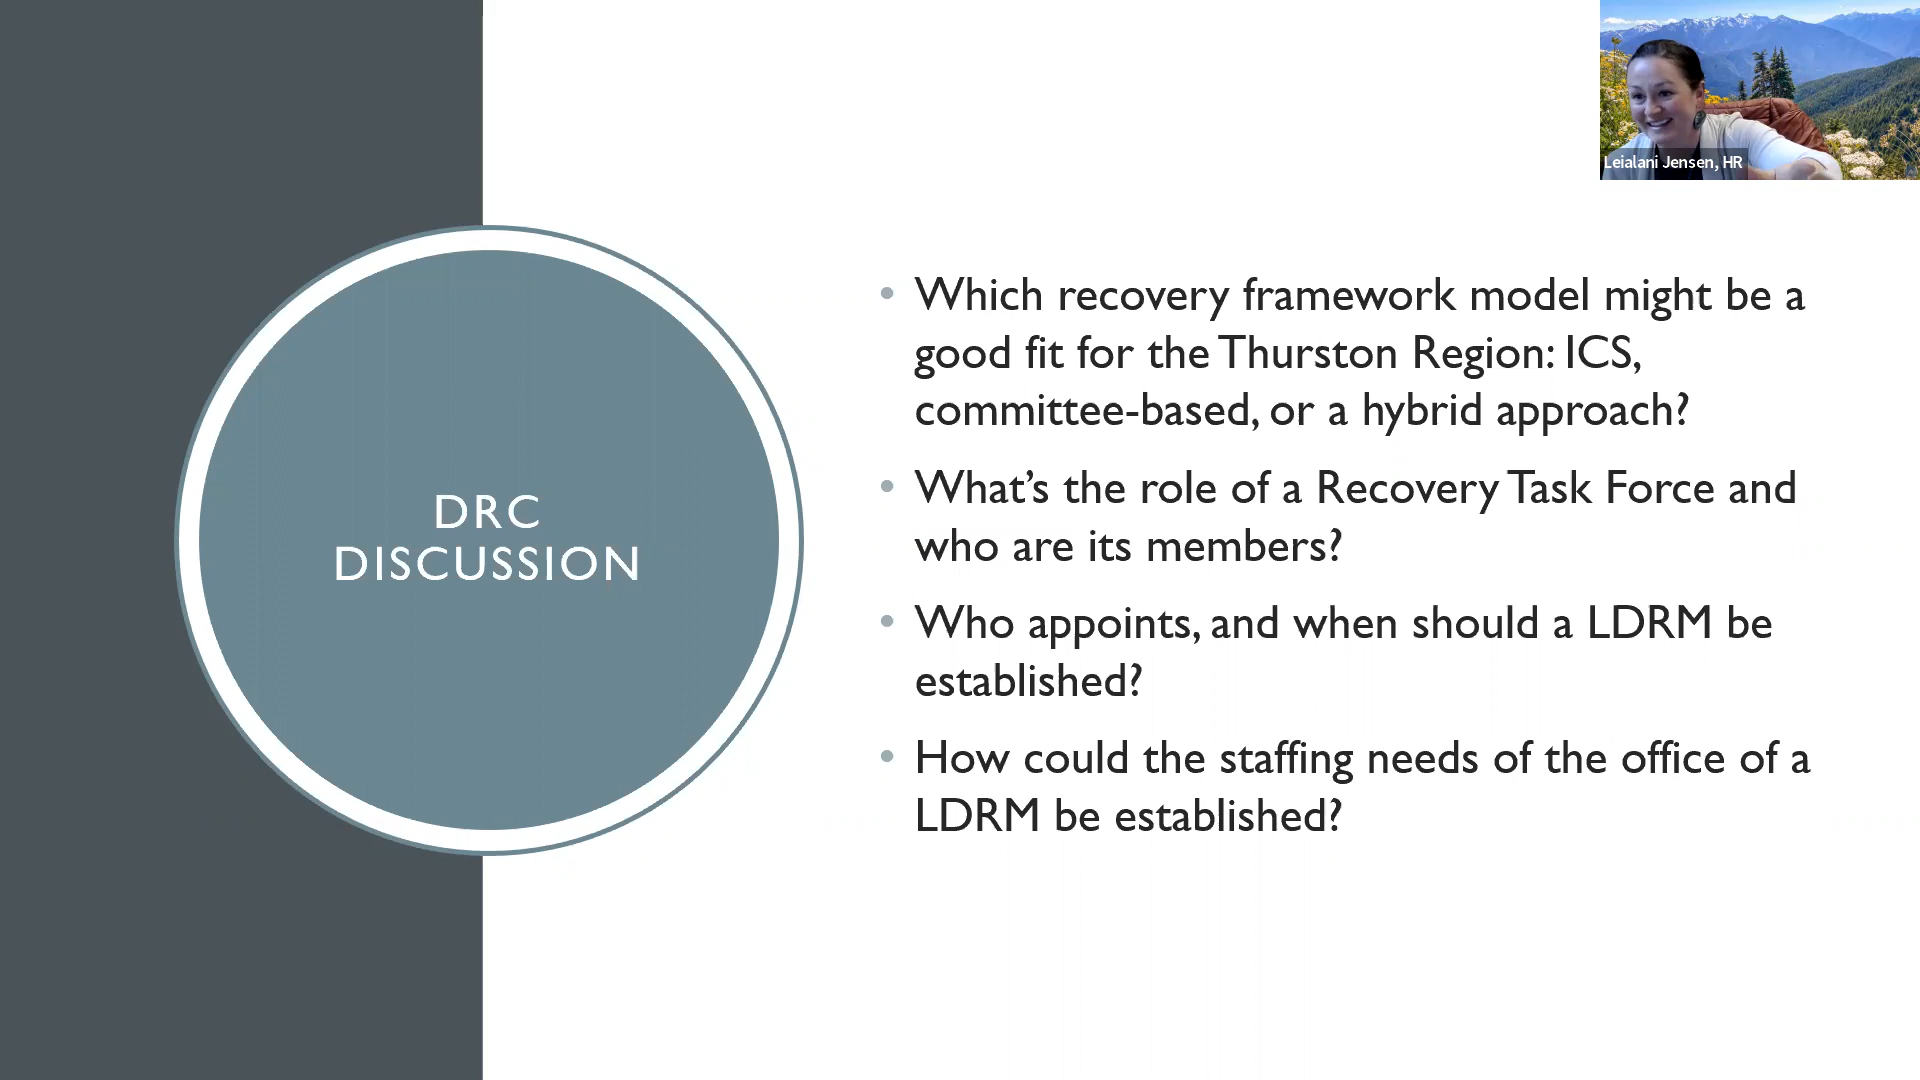 Leialani Jensen, HR
DRC
DISCUSSION
• Which recovery framework model might be a
good fit for the Thurston Region: ICS,
committee-based, or a hybrid approach?
• What’s the role of a Recovery Task Force and
who are its members?
• Who appoints, and when should a LDRM be
established?
• How could the staffing needs of the office of a
LDRM be established?